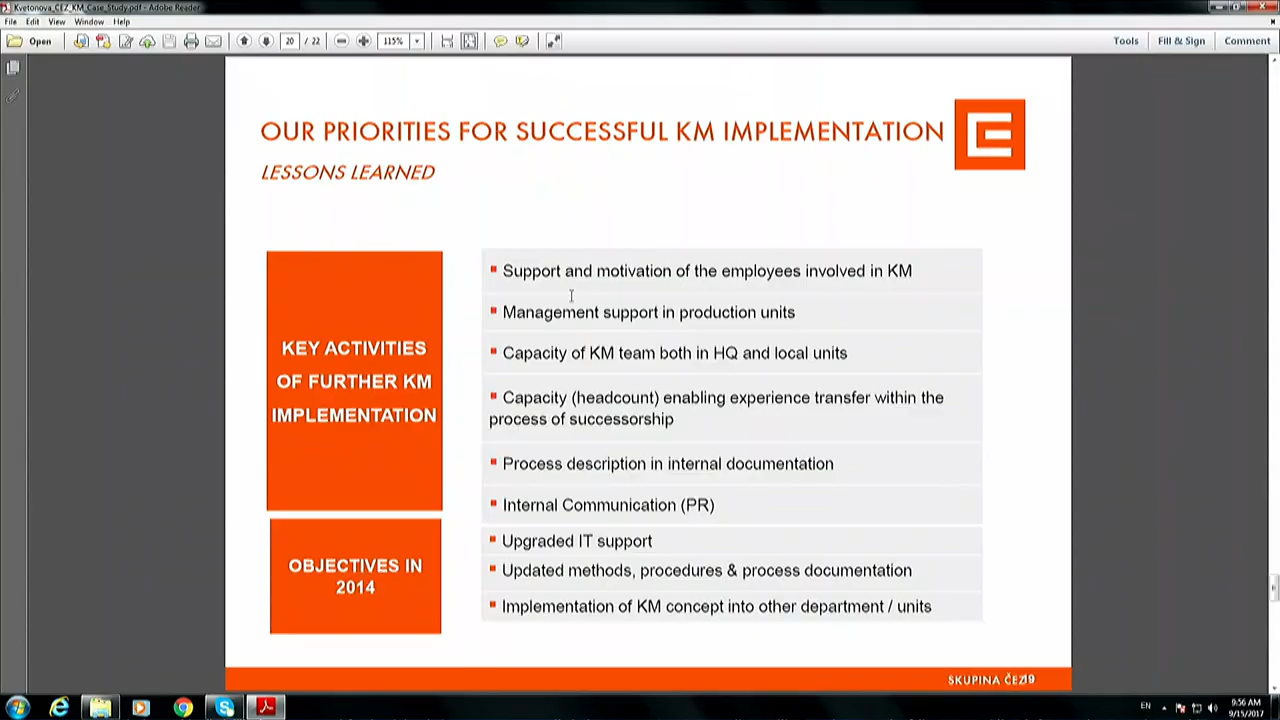 Kvetonova_CEZ_KM_Case_Study.pdf - Adobe Reader
File Edit View Window Help
Open 20 / 22 115% Tools Fill & Sign Comment
OUR PRIORITIES FOR SUCCESSFUL KM IMPLEMENTATION
LESSONS LEARNED
KEY ACTIVITIES
OF FURTHER KM
IMPLEMENTATION
Support and motivation of the employees involved in KM
Management support in production units
Capacity of KM team both in HQ and local units
Capacity (headcount) enabling experience transfer within the
process of successorship
Process description in internal documentation
Internal Communication (PR)
OBJECTIVES IN
2014
Upgraded IT support
Updated methods, procedures & process documentation
Implementation of KM concept into other department / units
SKUPINA ČEZ 19
EN
9:56 AM
9/15/2017